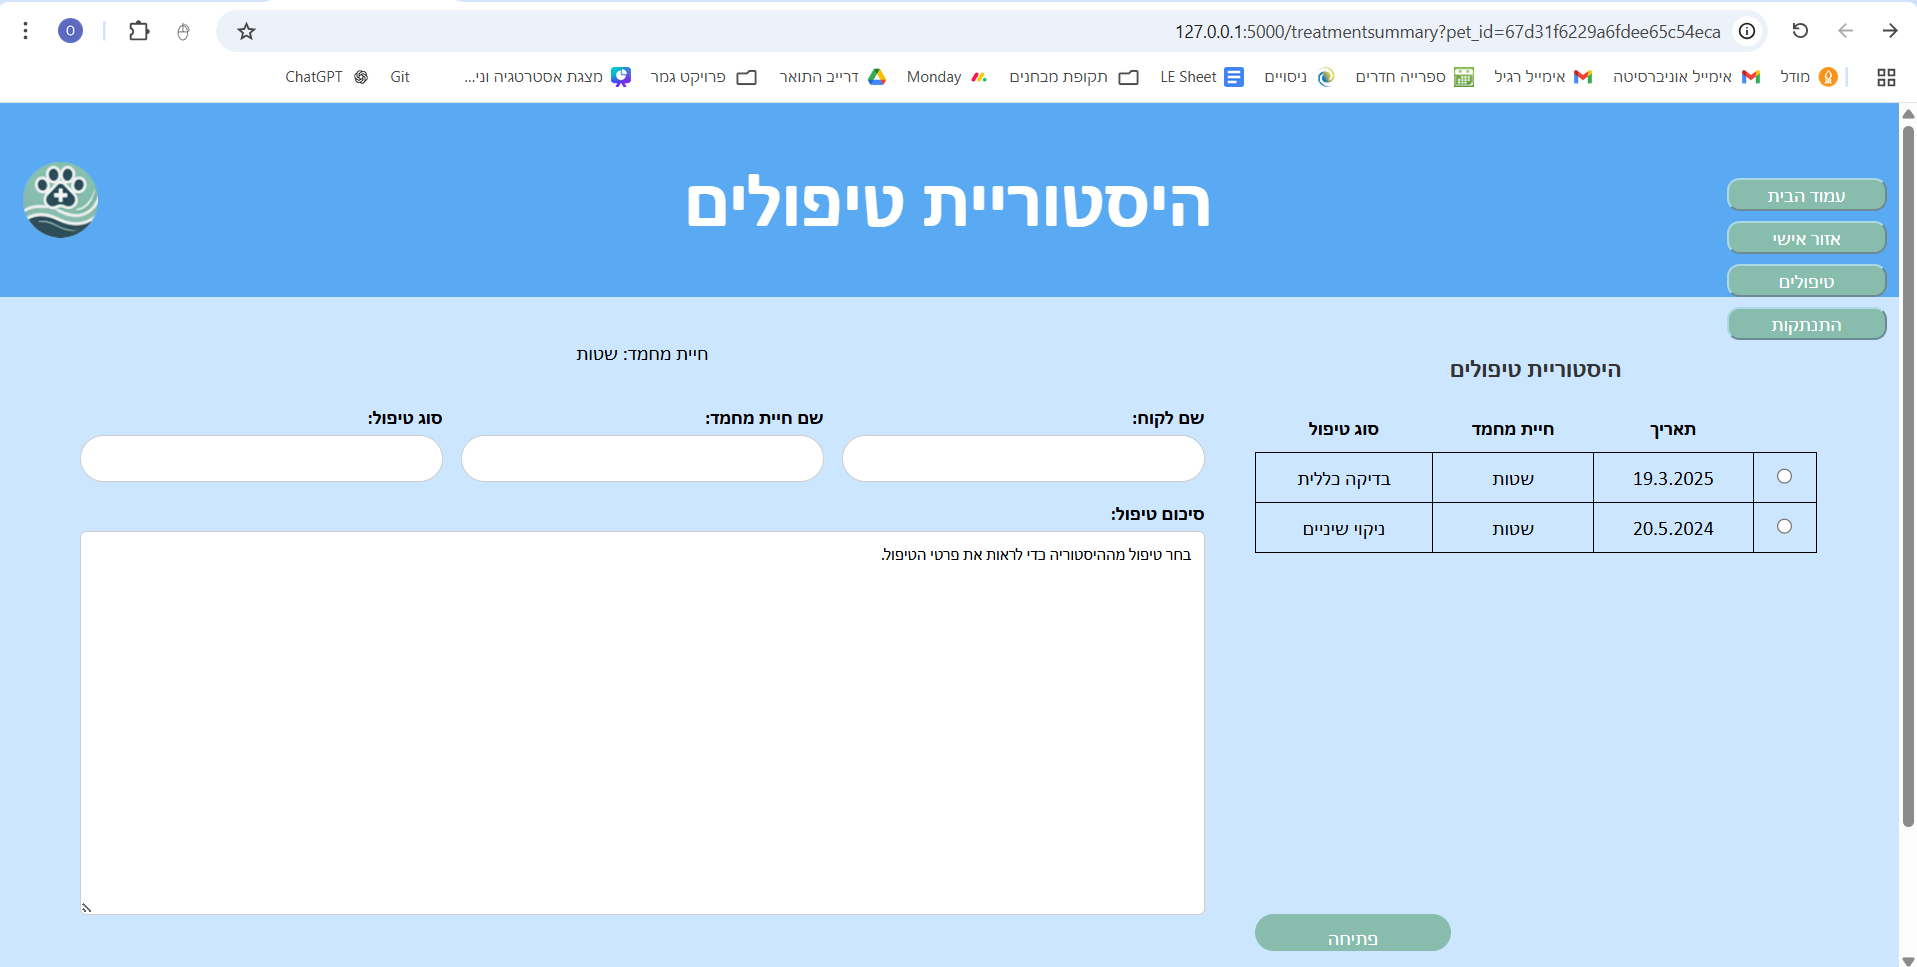 127.0.0.1:5000/treatmentsummary?pet_id=67d31f6229a6fdee65c54eca
O
מודל
אימייל אוניברסיטה
אימייל רגיל
ספרייה חדרים
ניסויים
LE Sheet
תקופת מבחנים
Monday
דרייב התואר
פרויקט גמר
מצגת אסטרטגיה וני...
Git
ChatGPT
היסטוריית טיפולים
עמוד הבית
אזור אישי
טיפולים
התנתקות
היסטוריית טיפולים
תאריך חיית מחמד סוג טיפול
19.3.2025 שטות בדיקה כללית
20.5.2024 שטות ניקוי שיניים
פתיחה
חיית מחמד: שטות
שם לקוח: שם חיית מחמד: סוג טיפול:
סיכום טיפול:
בחר טיפול מההיסטוריה כדי לראות את פרטי הטיפול.